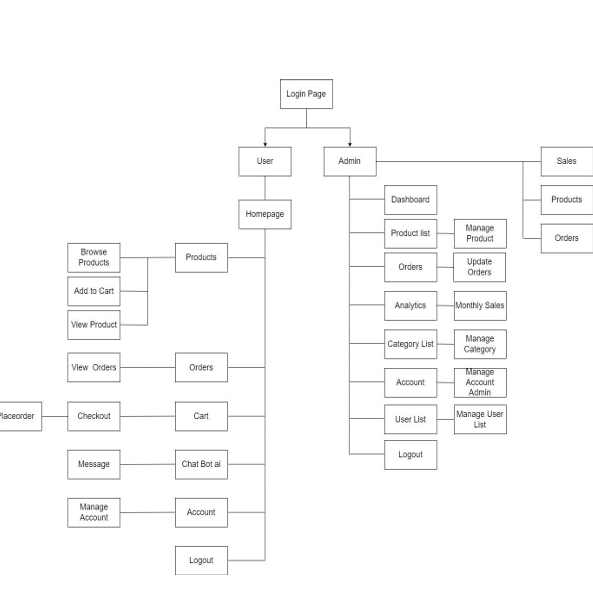 Login Page
User
Admin
Sales
Dashboard
Products
Homepage
Product list
Manage
Product
Orders
Browse
Products
Products
Orders
Update
Orders
Add to Cart
Analytics
Monthly Sales
View Product
Category List
Manage
Category
View Orders
Orders
Account
Manage
Account
Admin
Placeorder
Checkout
Cart
User List
Manage User
List
Logout
Message
Chat Bot ai
Manage
Account
Account
Logout